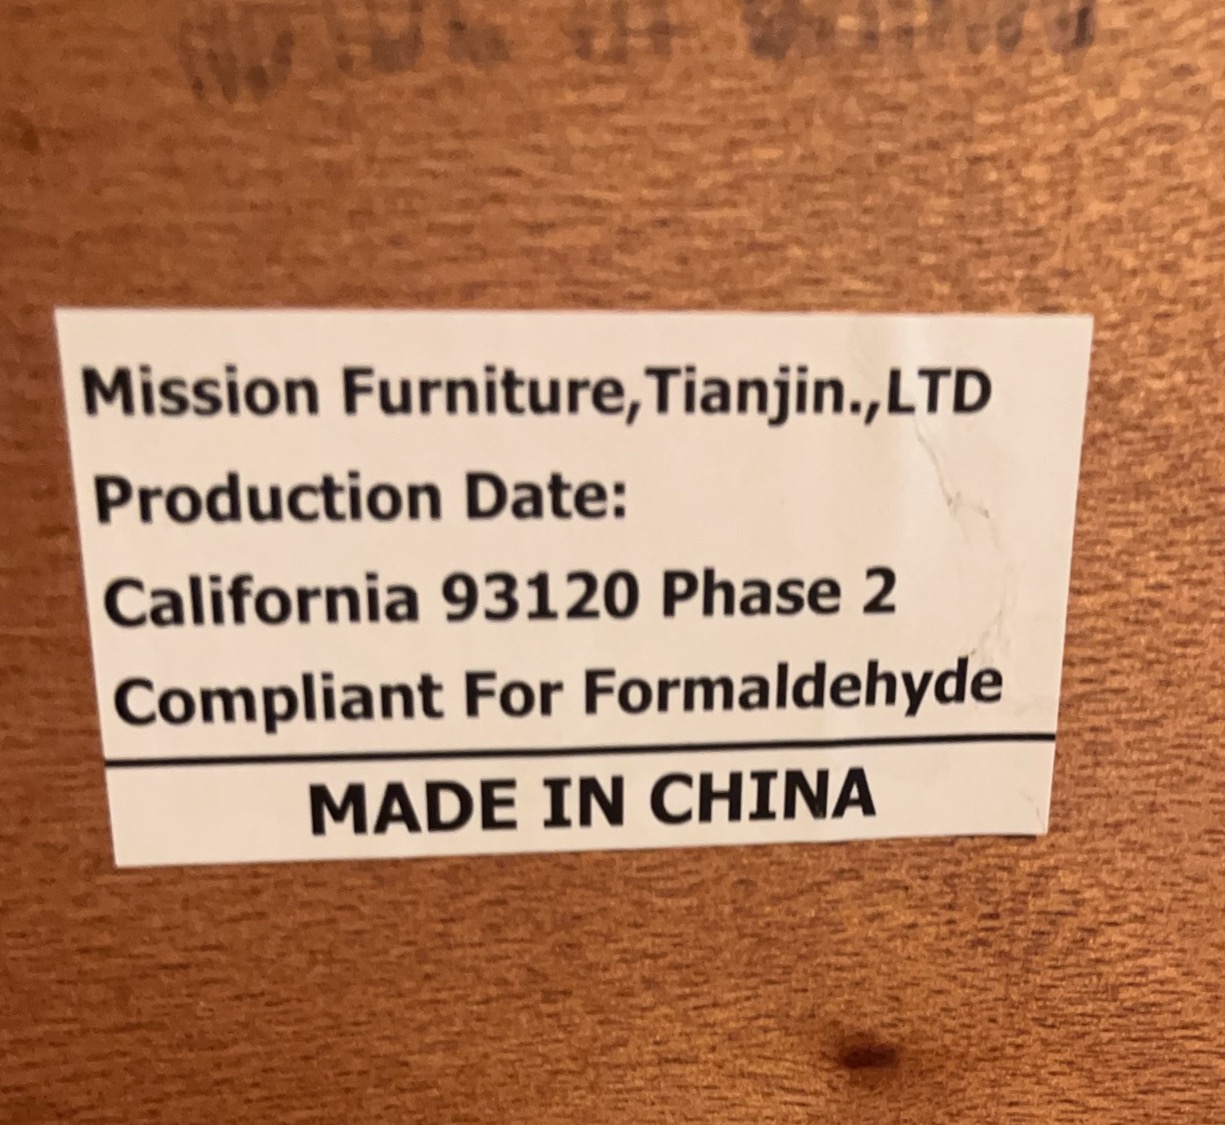 Mission Furniture,Tianjin.,LTD
Production Date:
California 93120 Phase 2
Compliant For Formaldehyde
MADE IN CHINA